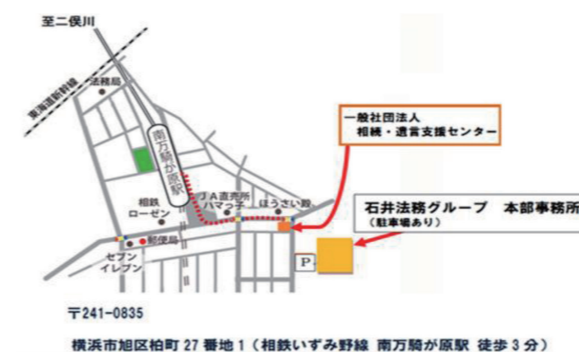 至二俣川
東海道新幹線
法務局
南万騎が原駅
一般社団法人
相続・遺言支援センター
相鉄
ローゼン
JA直売所
ハマっ子
ほうさい殿
石井法務グループ 本部事務所
(駐車場あり)
郵便局
セブン
イレブン
P
〒241-0835
横浜市旭区柏町 27 番地 1(相鉄いずみ野線 南万騎が原駅 徒歩 3 分)